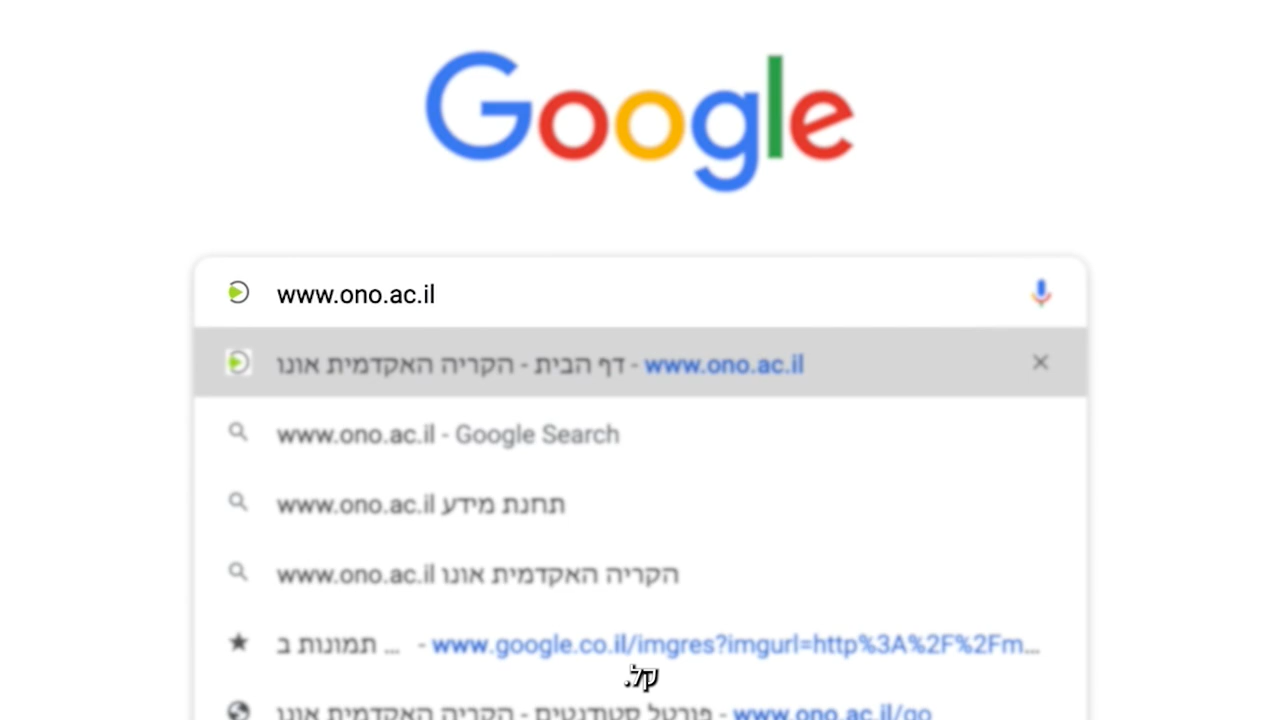 Google
www.ono.ac.il
דף הבית - הקריה האקדמית אונו - www.ono.ac.il
www.ono.ac.il - Google Search
www.ono.ac.il תחנת מידע
www.ono.ac.il הקריה האקדמית אונו
תמונות ב ... - www.google.co.il/imgres?imgurl=http%3A%2F%2Fm...
קל.
פורטל סטודנטים - הקריה האקדמית אונו - www.ono.ac.il/go